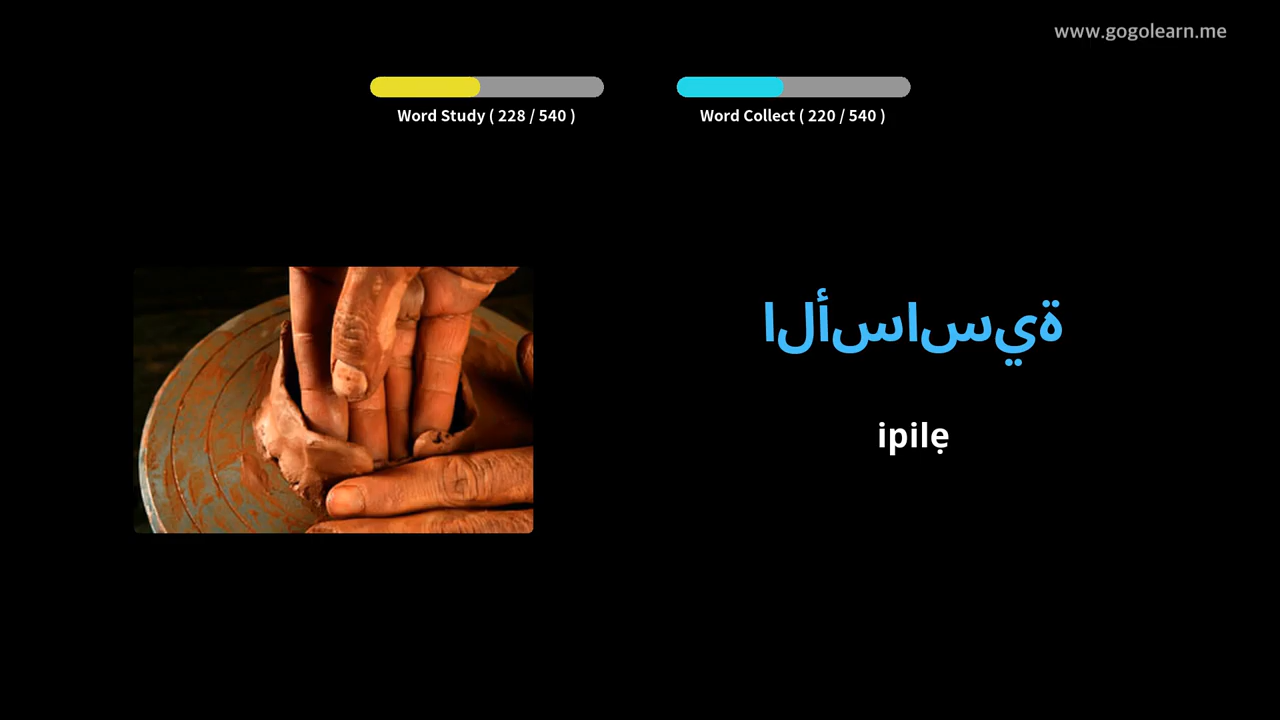 www.gogolearn.me
Word Study ( 228 / 540 )
Word Collect ( 220 / 540 )
الأساسية
ipilẹ